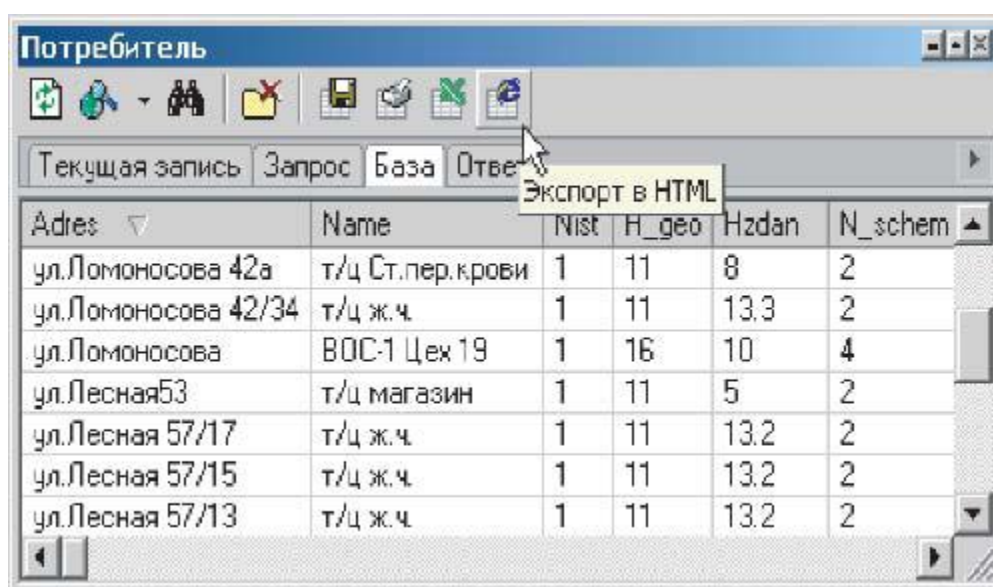 Потребитель
Текущая запись Запрос База Ответ
Экспорт в HTML
Adres Name Nist H_geo Hzdan N_schem
ул.Ломоносова 42а т/ц Ст.пер.крови 1 11 8 2
ул.Ломоносова 42/34 т/ц ж.ч. 1 11 13.3 2
ул.Ломоносова ВОС-1 Цех 19 1 16 10 4
ул.Лесная53 т/ц магазин 1 11 5 2
ул.Лесная 57/17 т/ц ж.ч. 1 11 13.2 2
ул.Лесная 57/15 т/ц ж.ч. 1 11 13.2 2
ул.Лесная 57/13 т/ц ж.ч. 1 11 13.2 2